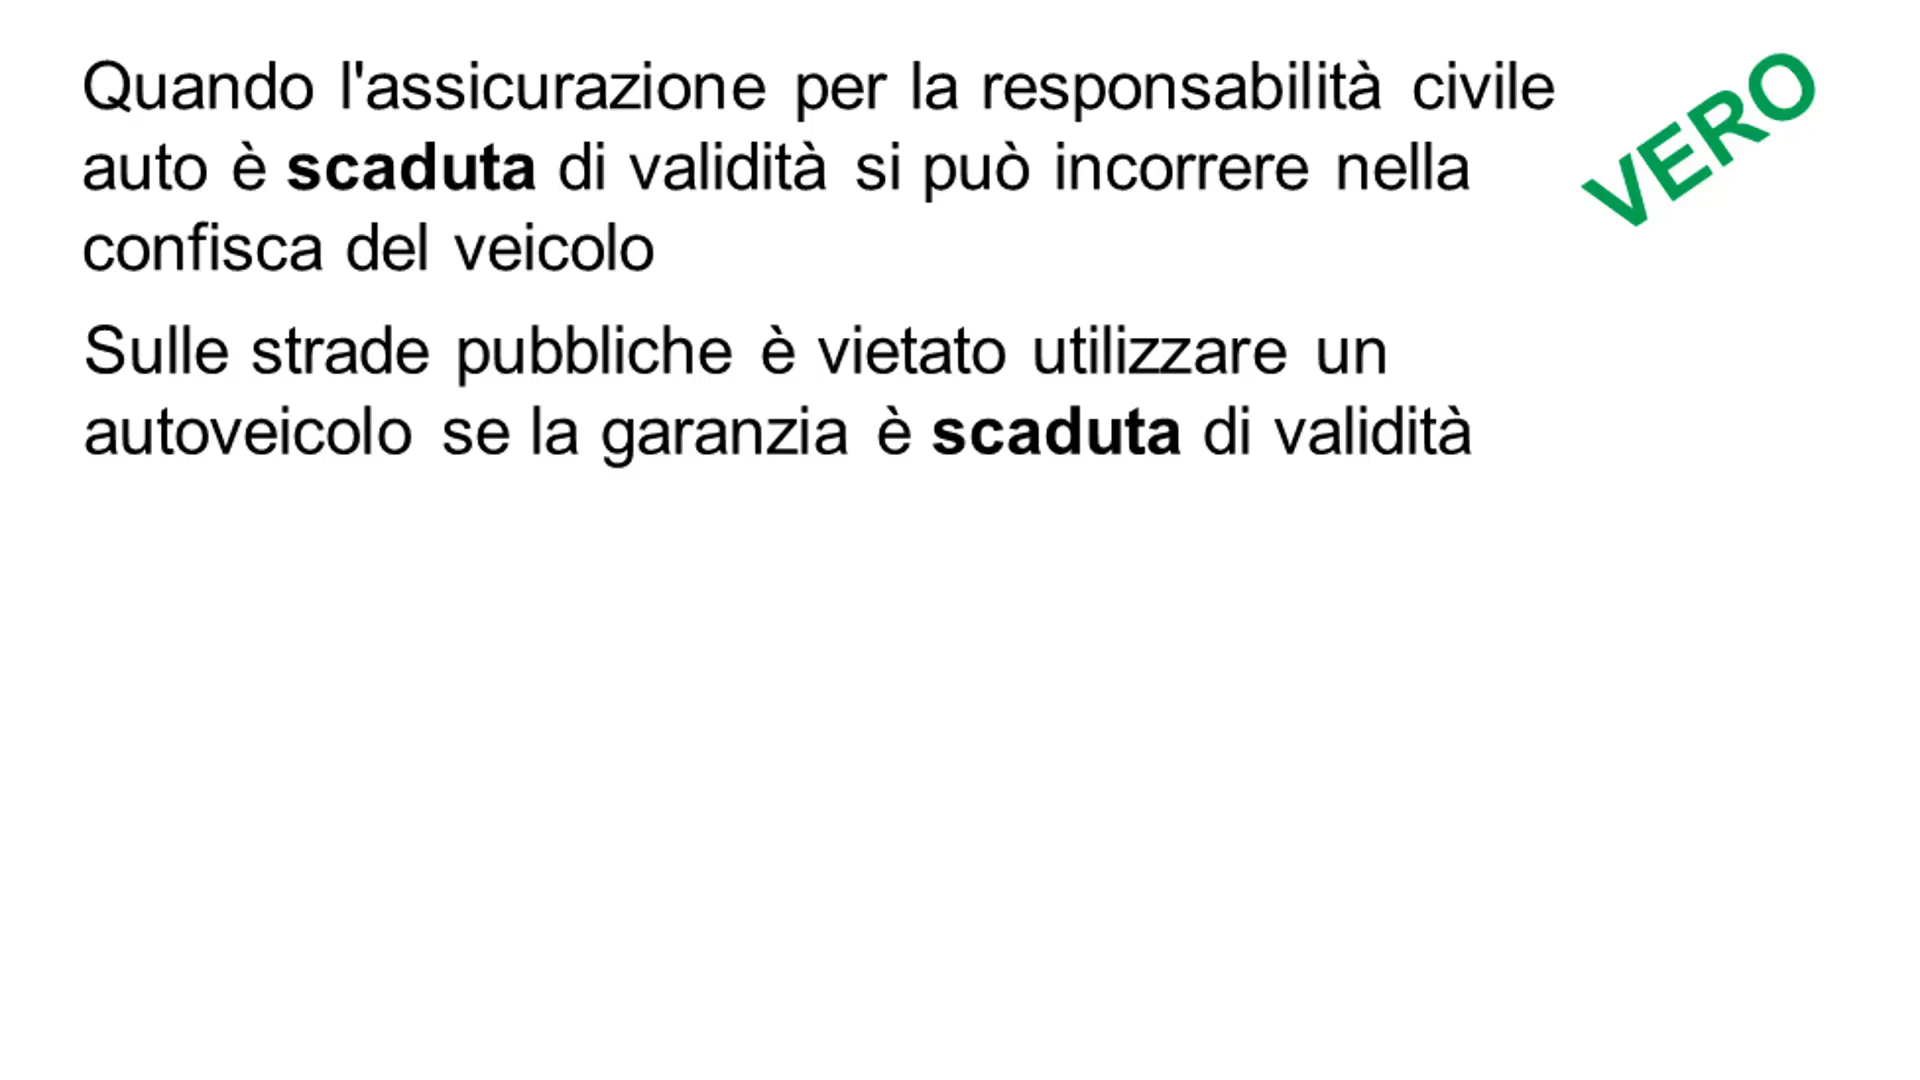 Quando l'assicurazione per la responsabilità civile
auto è scaduta di validità si può incorrere nella
confisca del veicolo
VERO
Sulle strade pubbliche è vietato utilizzare un
autoveicolo se la garanzia è scaduta di validità